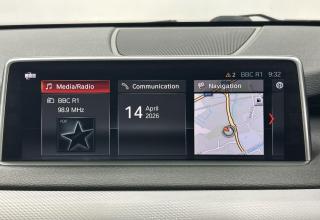 2 BBC R1 9:32
Media/Radio
BBC R1
98.9 MHz
Communication
14 April
2026
Navigation